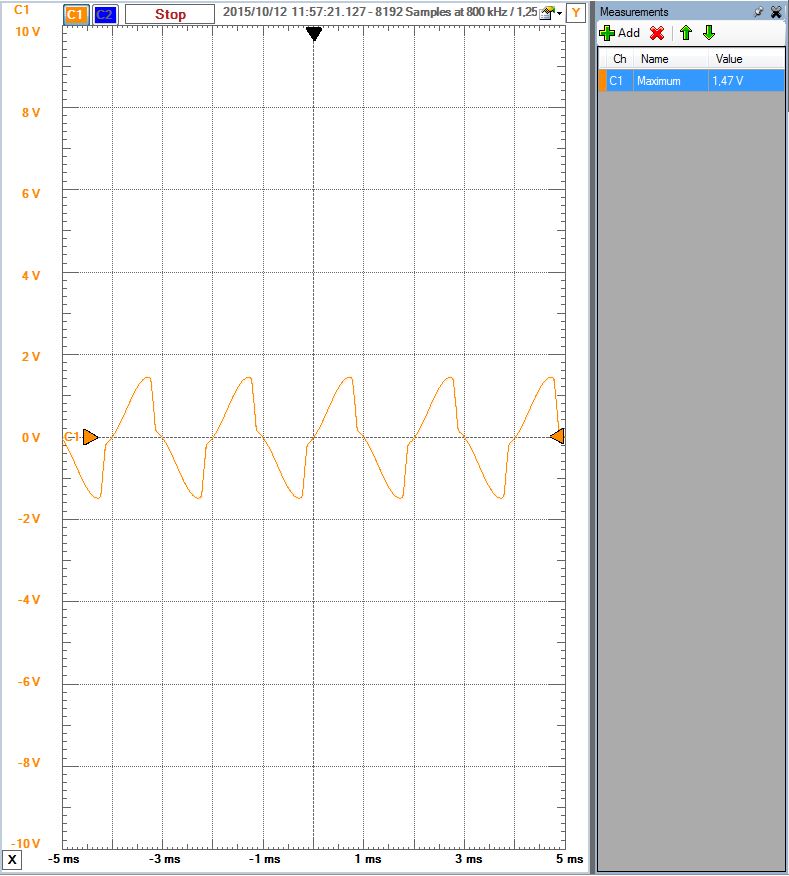 C1
C1 C2 Stop 2015/10/12 11:57:21.127 - 8192 Samples at 800 kHz / 1,25 Y
10 V
8 V
6 V
4 V
2 V
0 V
C1
-2 V
-4 V
-6 V
-8 V
-10 V
X -5 ms -3 ms -1 ms 1 ms 3 ms 5 ms
Measurements
Add
Ch Name Value
C1 Maximum 1,47 V